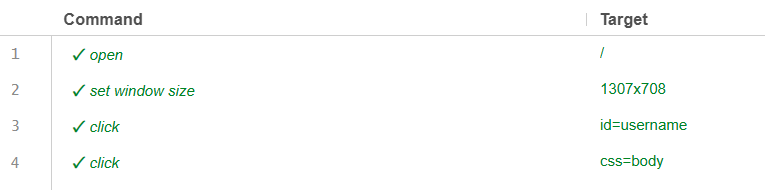 Command Target
1 ✓ open /
2 ✓ set window size 1307x708
3 ✓ click id=username
4 ✓ click css=body